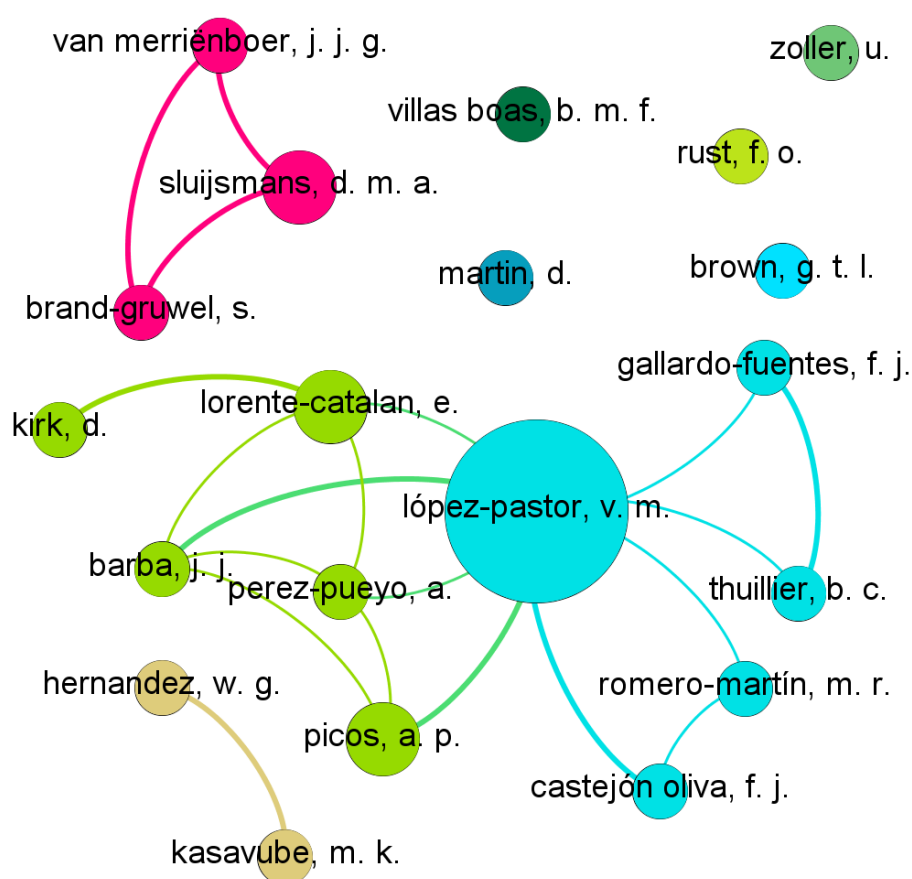 van merriënboer, j. j. g.
zoller, u.
villas boas, b. m. f.
rust, f. o.
sluijsmans, d. m. a.
martin, d.
brown, g. t. l.
brand-gruwel, s.
gallardo-fuentes, f. j.
lorente-catalan, e.
kirk, d.
lópez-pastor, v. m.
barba, j. j.
perez-pueyo, a.
thuillier, b. c.
hernandez, w. g.
romero-martín, m. r.
picos, a. p.
castejón oliva, f. j.
kasavube, m. k.